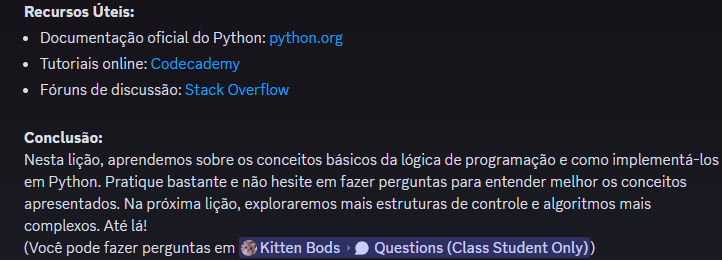 Recursos Úteis:
• Documentação oficial do Python: python.org
• Tutoriais online: Codecademy
• Fóruns de discussão: Stack Overflow
Conclusão:
Nesta lição, aprendemos sobre os conceitos básicos da lógica de programação e como implementá-los
em Python. Pratique bastante e não hesite em fazer perguntas para entender melhor os conceitos
apresentados. Na próxima lição, exploraremos mais estruturas de controle e algoritmos mais
complexos. Até lá!
(Você pode fazer perguntas em Kitten Bods › Questions (Class Student Only))